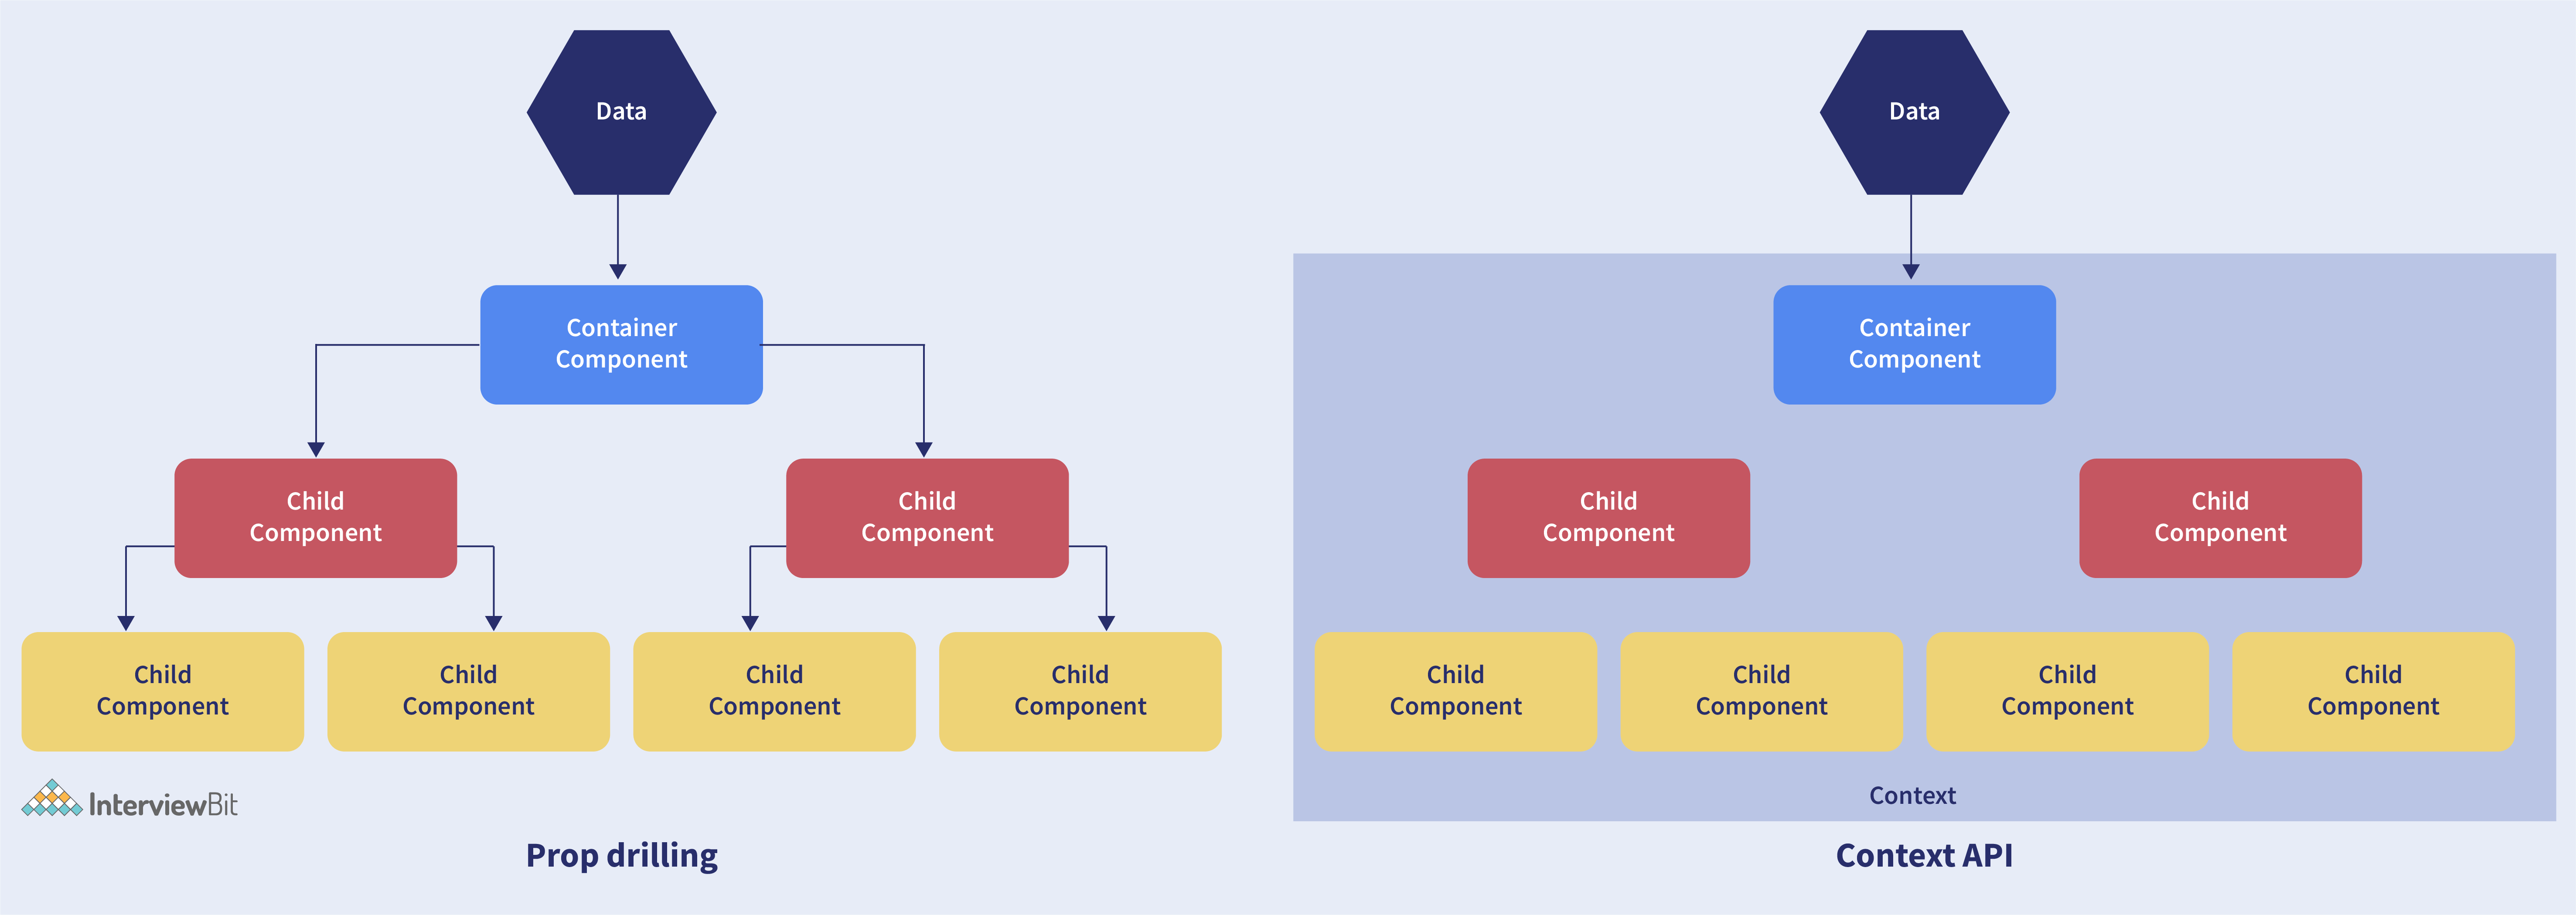 Data
Container
Component
Child
Component
Child
Component
Child
Component
Child
Component
Child
Component
Child
Component
InterviewBit
Prop drilling
Data
Container
Component
Child
Component
Child
Component
Child
Component
Child
Component
Child
Component
Child
Component
Context
Context API